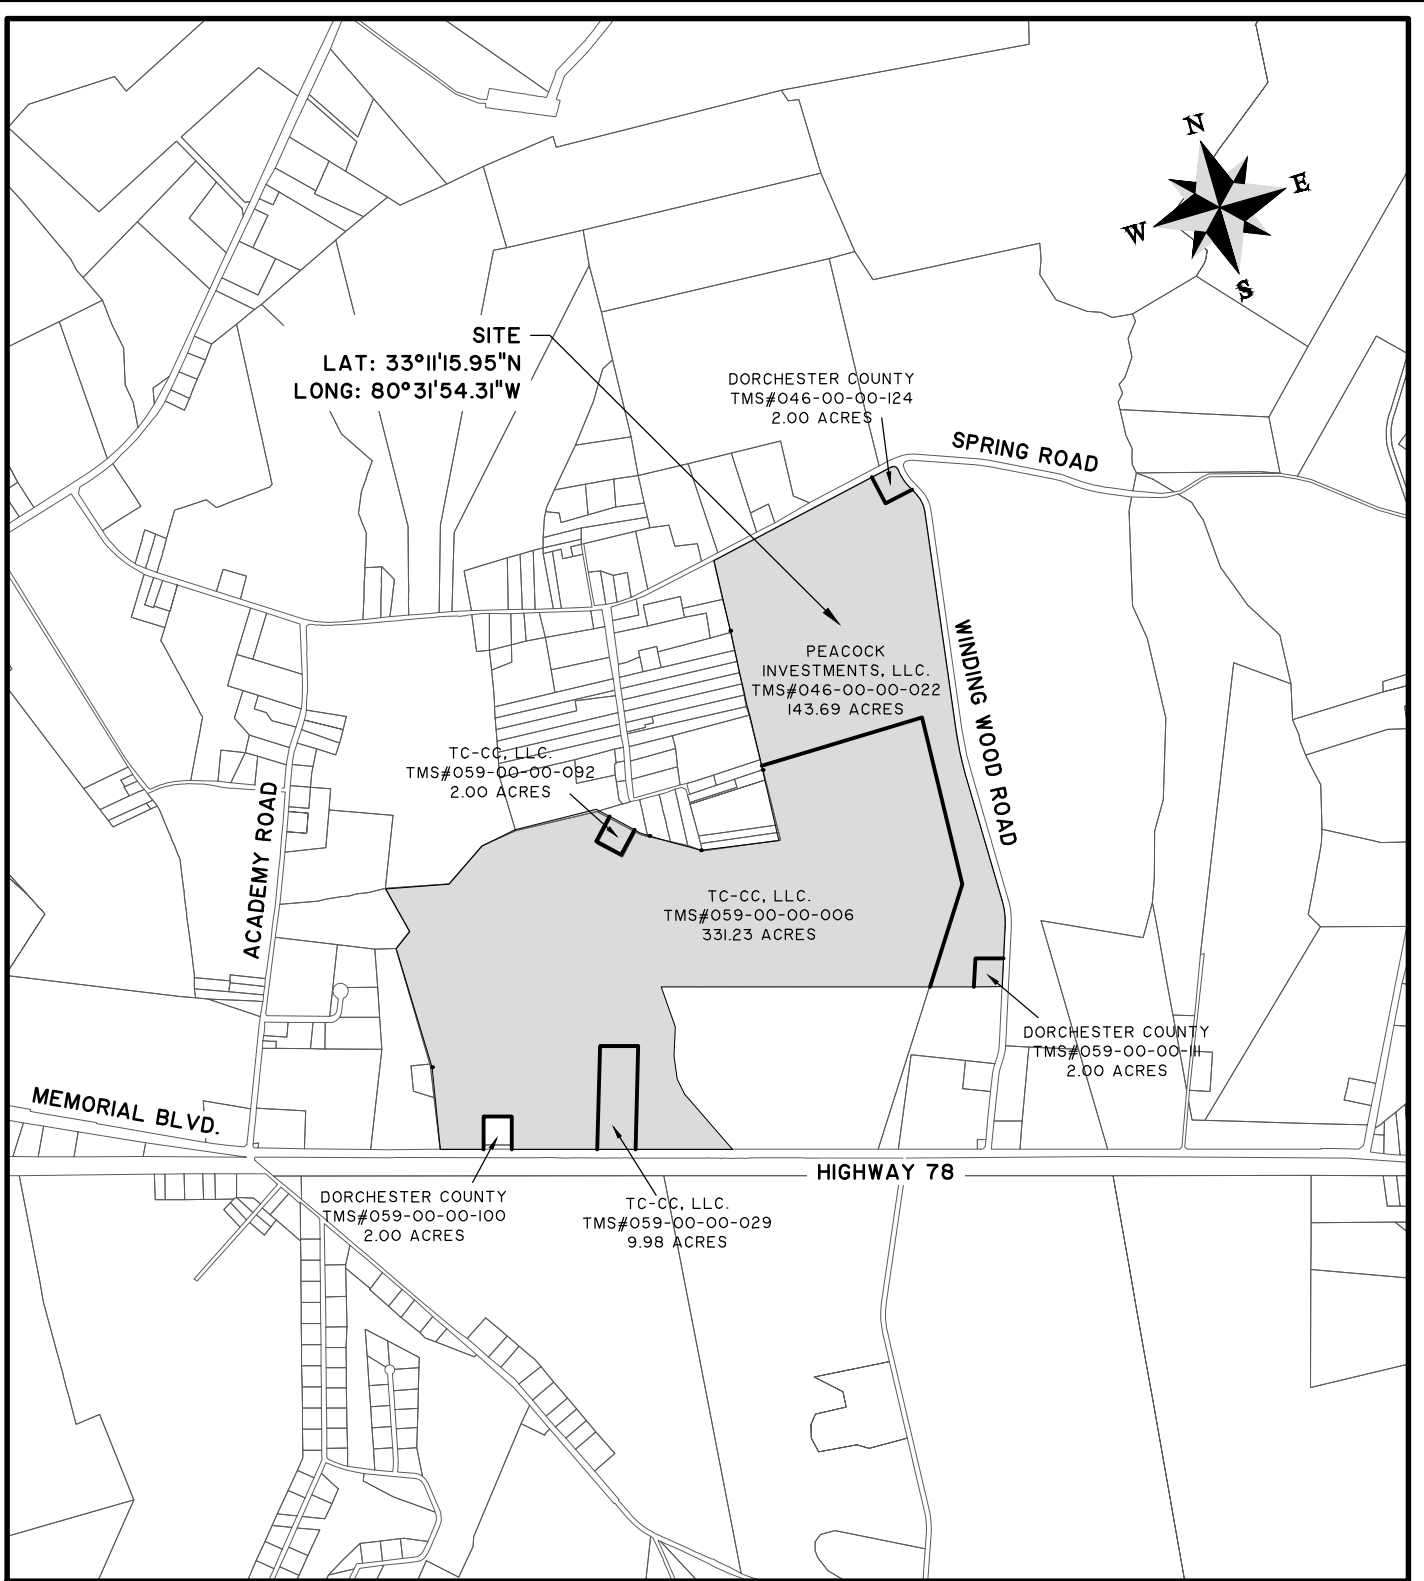 N
E
W
S
SITE
LAT: 33°11'15.95"N
LONG: 80°31'54.31"W
DORCHESTER COUNTY
TMS#046-00-00-124
2.00 ACRES
SPRING ROAD
PEACOCK
INVESTMENTS, LLC.
TMS#046-00-00-022
143.69 ACRES
WINDING WOOD ROAD
TC-CC, LLC.
TMS#059-00-00-092
2.00 ACRES
ACADEMY ROAD
TC-CC, LLC.
TMS#059-00-00-006
331.23 ACRES
DORCHESTER COUNTY
TMS#059-00-00-111
2.00 ACRES
MEMORIAL BLVD.
HIGHWAY 78
DORCHESTER COUNTY
TMS#059-00-00-100
2.00 ACRES
TC-CC, LLC.
TMS#059-00-00-029
9.98 ACRES